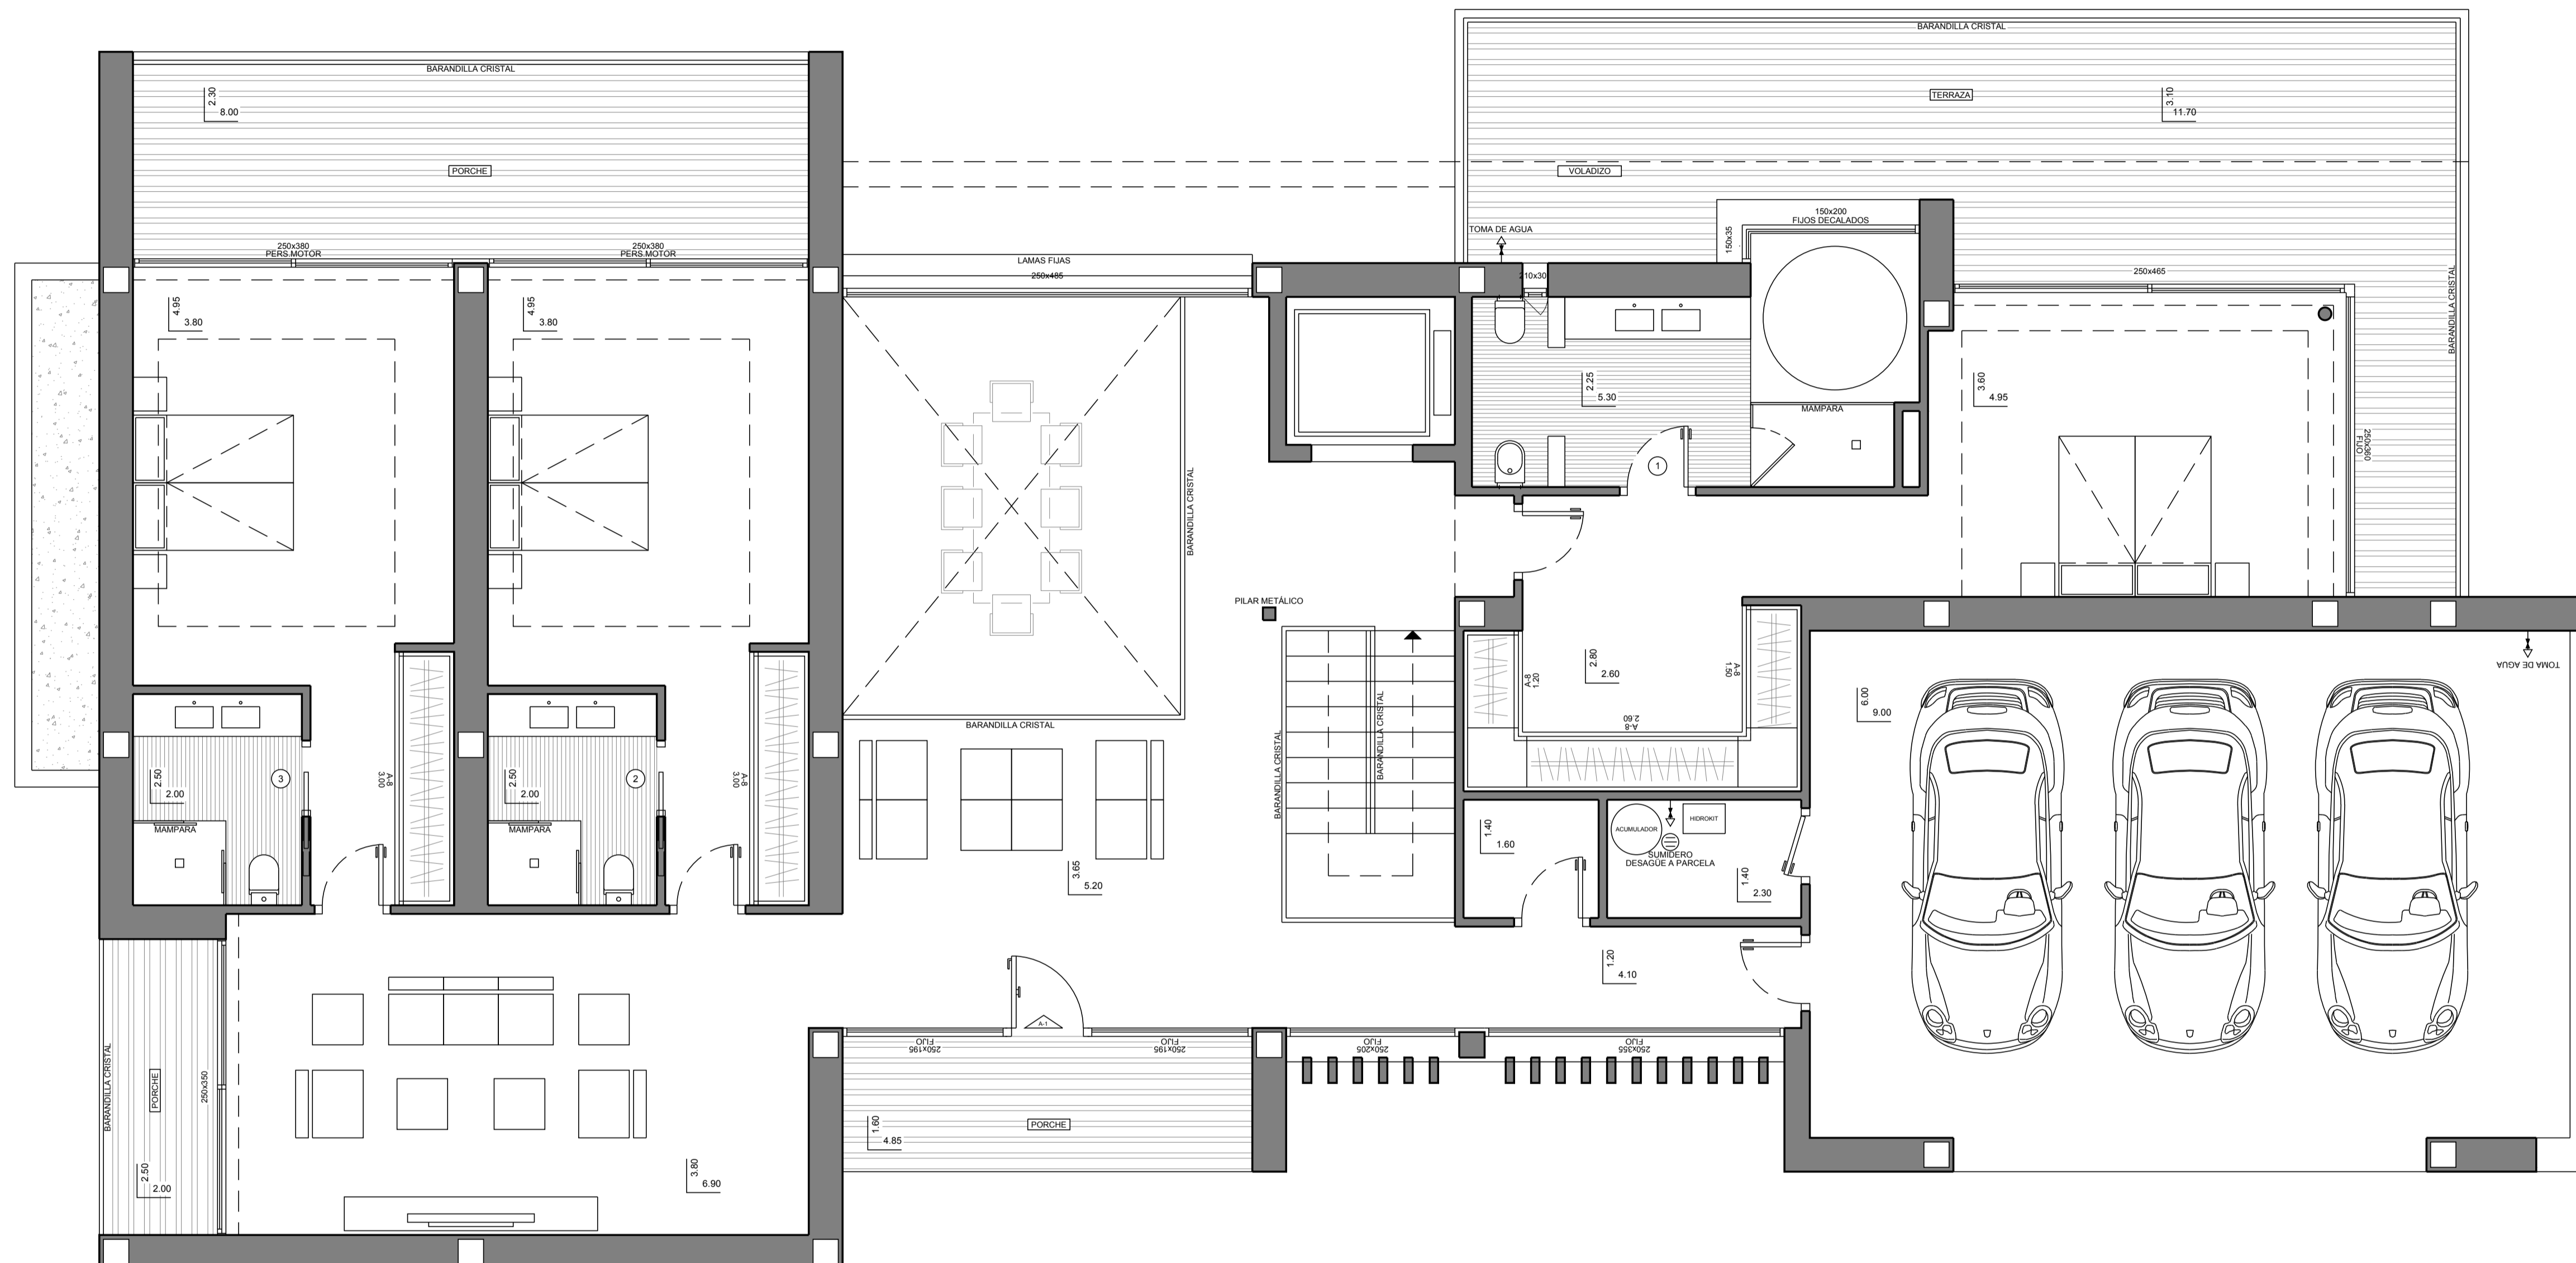 BARANDILLA CRISTAL
BARANDILLA CRISTAL
2.30
8.00
TERRAZA
3.10
11.70
PORCHE
VOLADIZO
150x200
FIJOS DECALADOS
150x35
TOMA DE AGUA
250x380
PERS.MOTOR
250x380
PERS.MOTOR
LAMAS FIJAS
250x485
210x30
250x465
BARANDILLA CRISTAL
4.95
3.80
4.95
3.80
2.25
5.30
3.60
4.95
MAMPARA
250x360
FIJO
1
BARANDILLA CRISTAL
PILAR METÁLICO
2.80
2.60
A-8
1.20
A-8
1.50
A-8
2.60
TOMA DE AGUA
6.00
9.00
BARANDILLA CRISTAL
BARANDILLA CRISTAL
BARANDILLA CRISTAL
2.50
2.00
3
A-8
3.00
2.50
2.00
2
A-8
3.00
MAMPARA
MAMPARA
1.40
1.60
ACUMULADOR
HIDROKIT
SUMIDERO
DESAGÜE A PARCELA
1.40
2.30
3.65
5.20
1.20
4.10
A-1
FIJO
250x195
FIJO
250x195
FIJO
250x205
FIJO
250x355
BARANDILLA CRISTAL
PORCHE
250x350
1.60
4.85
PORCHE
2.50
2.00
3.80
6.90